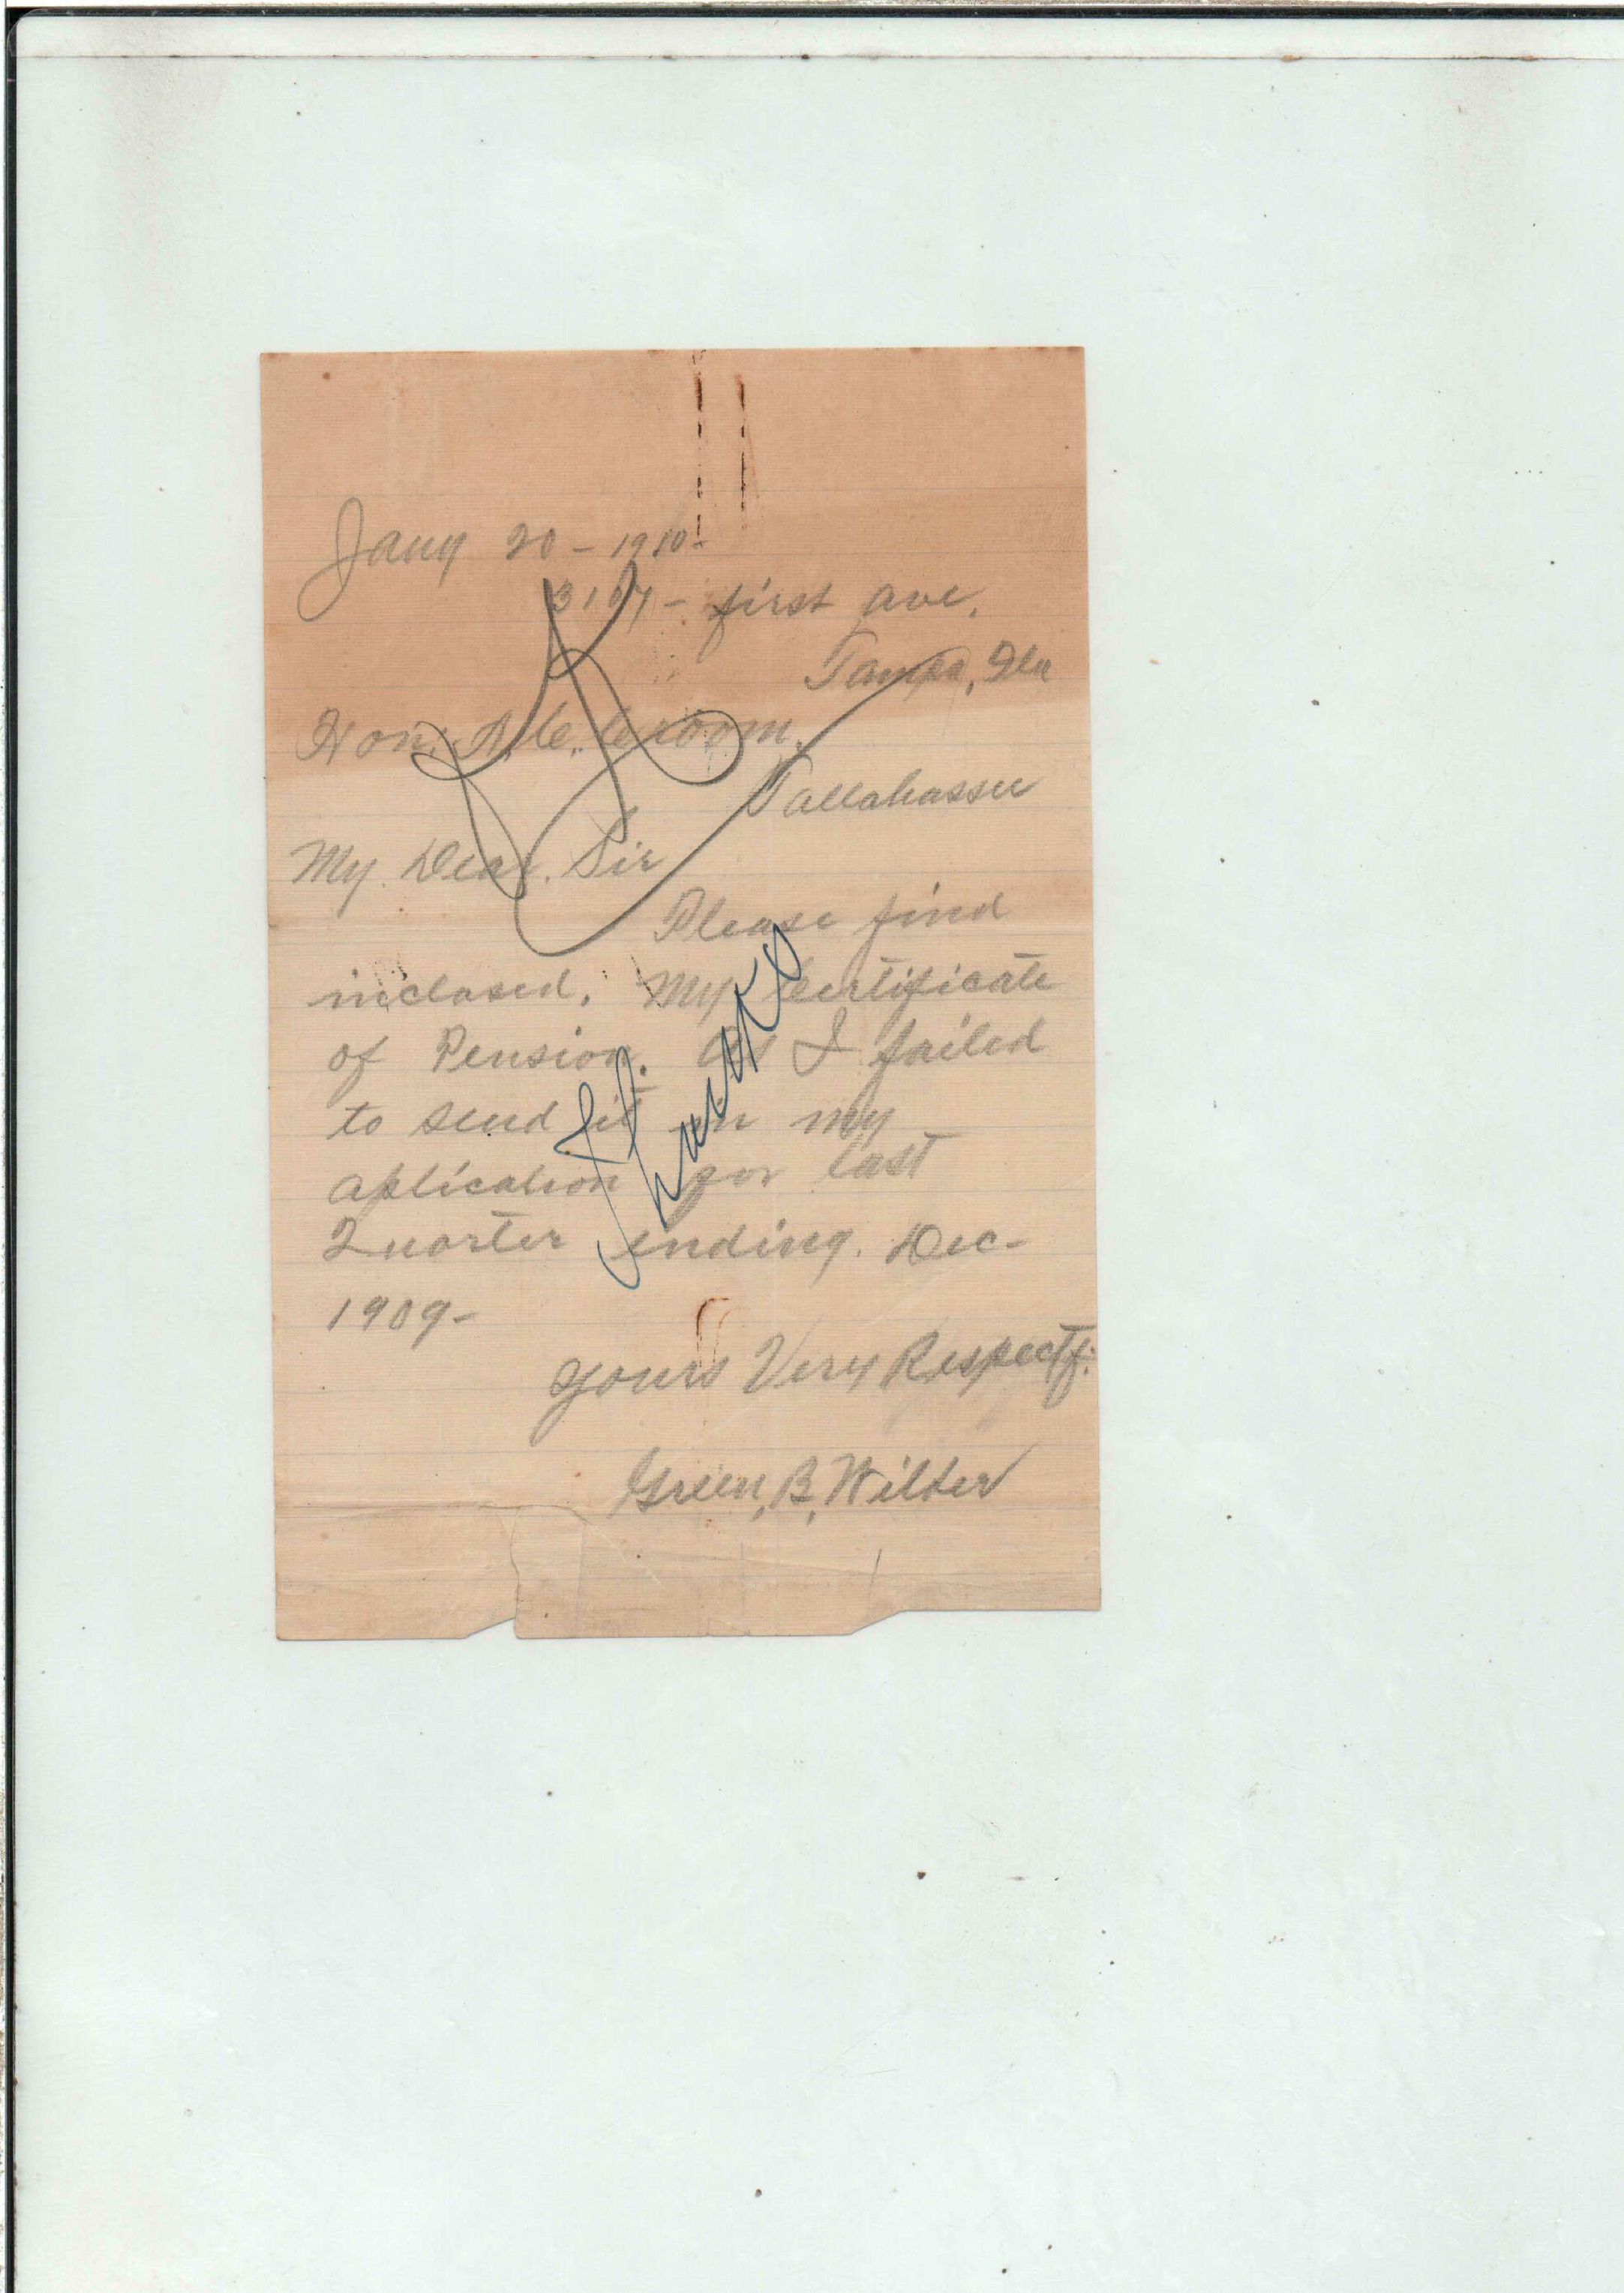 Jany 20 - 1910 -
3107 - first ave.
Tampa, Fla
Hon. A. C. Croom.
Tallahassee
My. Dear. Sir
Please find
inclosed. My Certificate
of Pension. As I failed
to send it in my
aplication for last
Quarter ending. Dec -
1909 -
yours Very Respectf.
Green, B, Wilder